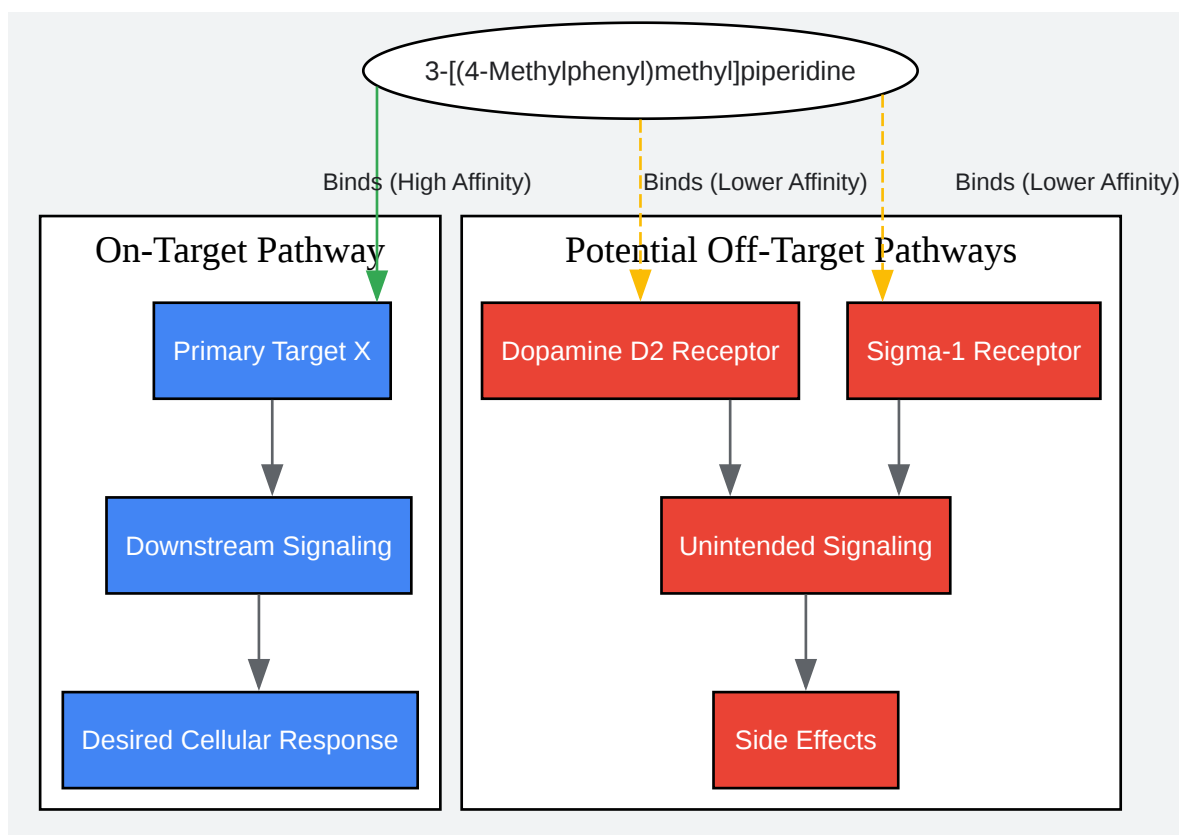 3-[(4-Methylphenyl)methyl]piperidine
Binds (High Affinity)
Binds (Lower Affinity)
Binds (Lower Affinity)
On-Target Pathway
Potential Off-Target Pathways
Primary Target X
Dopamine D2 Receptor
Sigma-1 Receptor
Downstream Signaling
Unintended Signaling
Desired Cellular Response
Side Effects